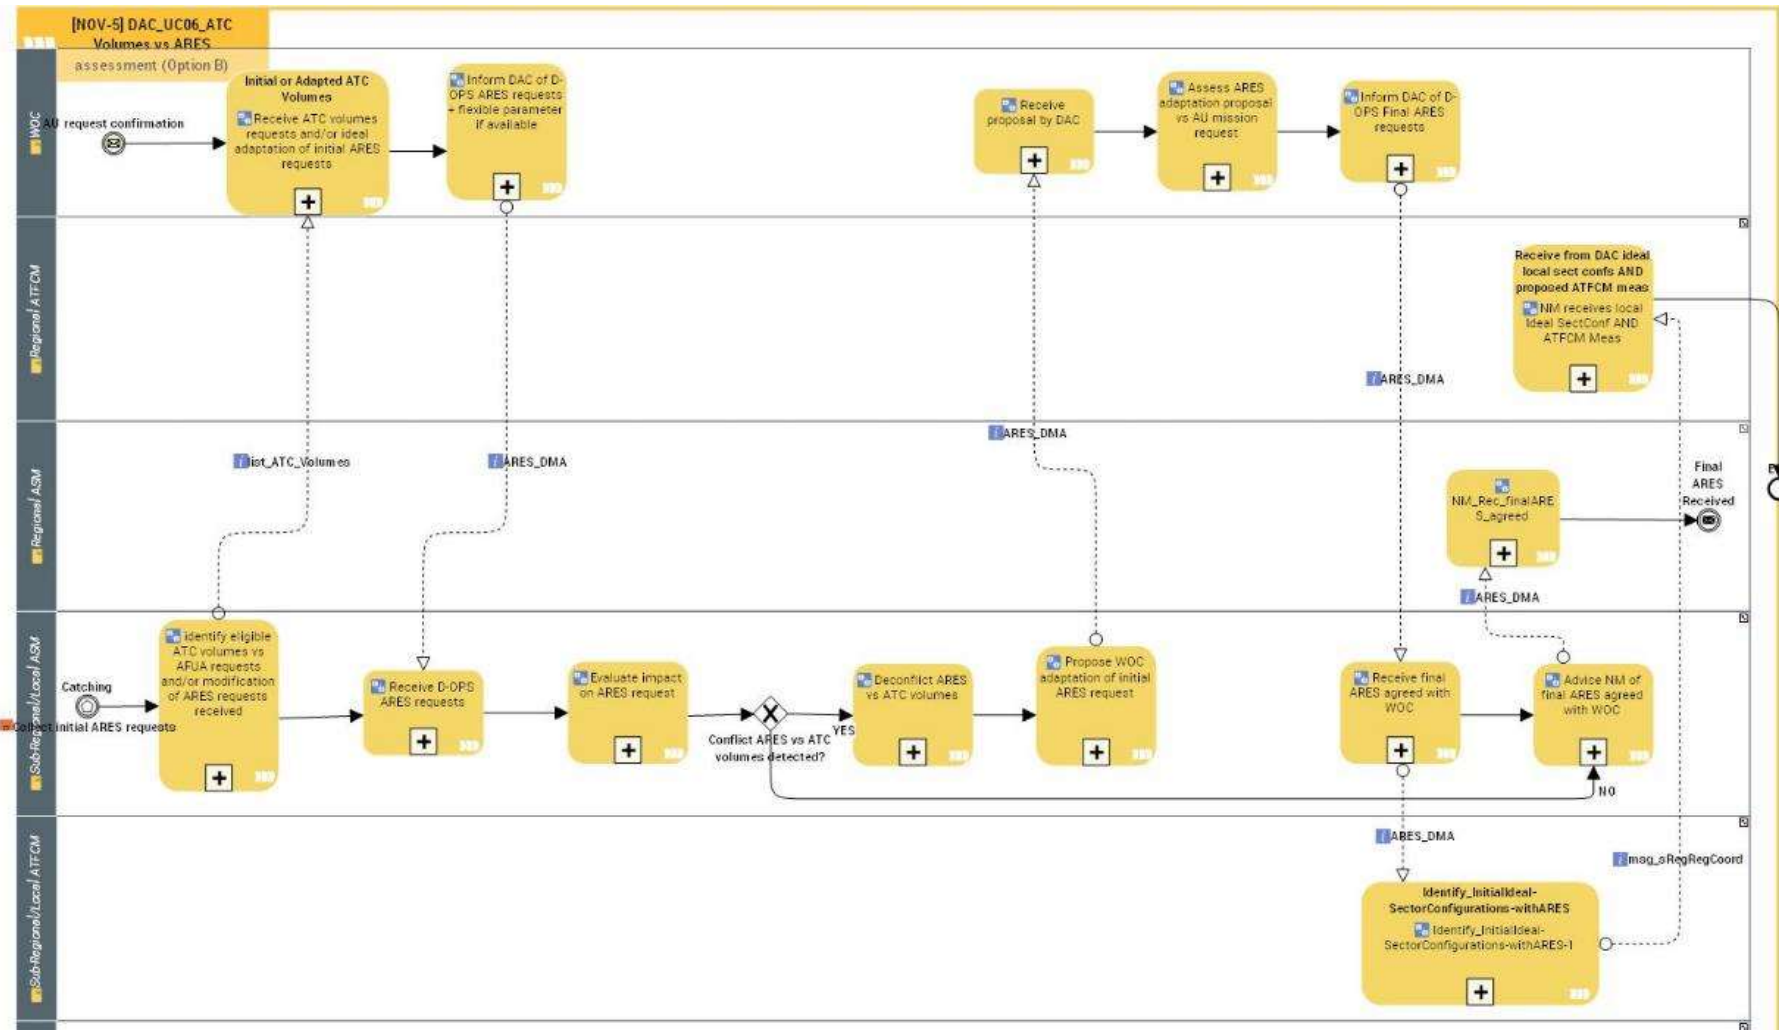 [NOV-5] DAC_UC06_ATC
Volumes vs ARES
assessment (Option B)
WOC
AU request confirmation
Initial or Adapted ATC
Volumes
Receive ATC volumes
requests and/or ideal
adaptation of initial ARES
requests
Inform DAC of D-
OPS ARES requests
+ flexible parameter
if available
Receive
proposal by DAC
Assess ARES
adaptation proposal
vs AU mission
request
Inform DAC of D-
OPS Final ARES
requests
Regional ATFCM
Receive from DAC ideal
local sect confs AND
proposed ATFCM meas
NM receives local
Ideal SectConf AND
ATFCM Meas
ARES_DMA
Regional ASM
list_ATC_Volumes
ARES_DMA
ARES_DMA
NM_Rec_finalARE
S_agreed
Final
ARES
Received
ARES_DMA
Sub-Regional/Local ASM
Catching
Collect initial ARES requests
identify eligible
ATC volumes vs
AFUA requests
and/or modification
of ARES requests
received
Receive D-OPS
ARES requests
Evaluate impact
on ARES request
Conflict ARES vs ATC
volumes detected?
YES
Deconflict ARES
vs ATC volumes
Propose WOC
adaptation of initial
ARES request
Receive final
ARES agreed with
WOC
Advice NM of
final ARES agreed
with WOC
NO
Sub-Regional/Local ATFCM
ARES_DMA
msg_sRegRegCoord
Identify_InitialIdeal-
SectorConfigurations-withARES
Identify_InitialIdeal-
SectorConfigurations-withARES-1